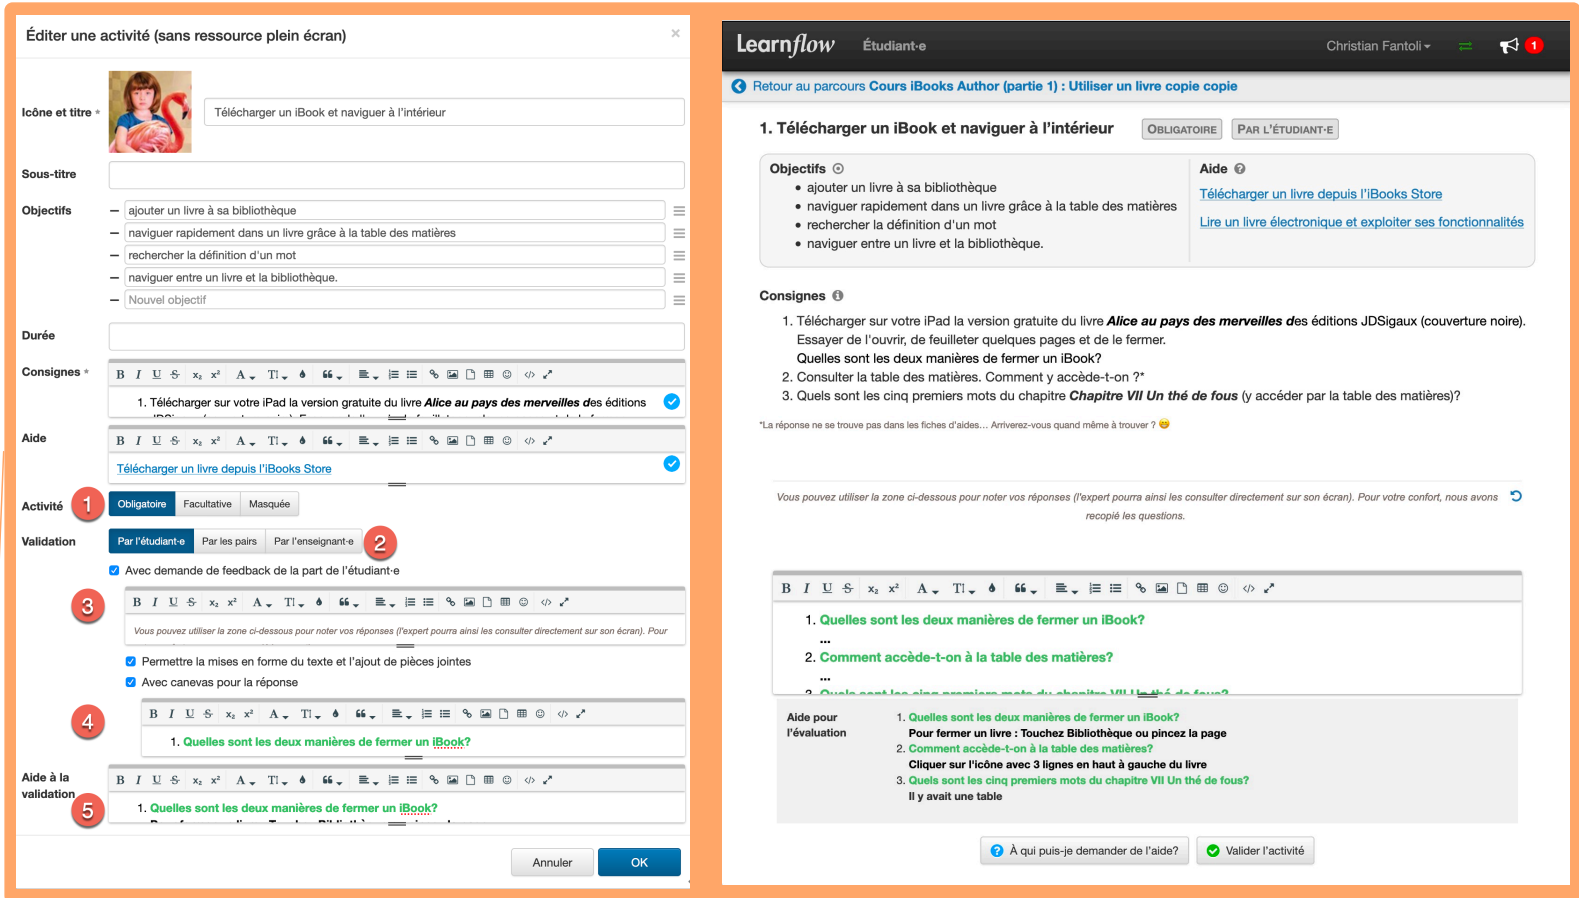 Éditer une activité (sans ressource plein écran)
×
Icône et titre *
Télécharger un iBook et naviguer à l'intérieur
Sous-titre
Objectifs
ajouter un livre à sa bibliothèque
naviguer rapidement dans un livre grâce à la table des matières
rechercher la définition d'un mot
naviguer entre un livre et la bibliothèque.
Nouvel objectif
Durée
Consignes *
1. Télécharger sur votre iPad la version gratuite du livre Alice au pays des merveilles des éditions
Aide
Télécharger un livre depuis l'iBooks Store
Activité
1
Obligatoire Facultative Masquée
Validation
Par l'étudiant·e Par les pairs Par l'enseignant·e
2
Avec demande de feedback de la part de l'étudiant·e
3
Vous pouvez utiliser la zone ci-dessous pour noter vos réponses (l'expert pourra ainsi les consulter directement sur son écran). Pour
Permettre la mises en forme du texte et l'ajout de pièces jointes
Avec canevas pour la réponse
4
1. Quelles sont les deux manières de fermer un iBook?
Aide à la
validation
5
1. Quelles sont les deux manières de fermer un iBook?
Annuler OK
Learnflow Étudiant·e Christian Fantoli 1
Retour au parcours Cours iBooks Author (partie 1) : Utiliser un livre copie copie
1. Télécharger un iBook et naviguer à l'intérieur OBLIGATOIRE PAR L'ÉTUDIANT·E
Objectifs
• ajouter un livre à sa bibliothèque
• naviguer rapidement dans un livre grâce à la table des matières
• rechercher la définition d'un mot
• naviguer entre un livre et la bibliothèque.
Aide
Télécharger un livre depuis l'iBooks Store
Lire un livre électronique et exploiter ses fonctionnalités
Consignes
1. Télécharger sur votre iPad la version gratuite du livre Alice au pays des merveilles des éditions JDSigaux (couverture noire).
Essayer de l'ouvrir, de feuilleter quelques pages et de le fermer.
Quelles sont les deux manières de fermer un iBook?
2. Consulter la table des matières. Comment y accède-t-on ?*
3. Quels sont les cinq premiers mots du chapitre Chapitre VII Un thé de fous (y accéder par la table des matières)?
*La réponse ne se trouve pas dans les fiches d'aides... Arriverez-vous quand même à trouver ? 😄
Vous pouvez utiliser la zone ci-dessous pour noter vos réponses (l'expert pourra ainsi les consulter directement sur son écran). Pour votre confort, nous avons
recopié les questions.
1. Quelles sont les deux manières de fermer un iBook?
...
2. Comment accède-t-on à la table des matières?
...
3. Quels sont les cinq premiers mots du chapitre VII Un thé de fous?
Aide pour
l'évaluation
1. Quelles sont les deux manières de fermer un iBook?
Pour fermer un livre : Touchez Bibliothèque ou pincez la page
2. Comment accède-t-on à la table des matières?
Cliquer sur l'icône avec 3 lignes en haut à gauche du livre
3. Quels sont les cinq premiers mots du chapitre VII Un thé de fous?
Il y avait une table
À qui puis-je demander de l'aide? Valider l'activité